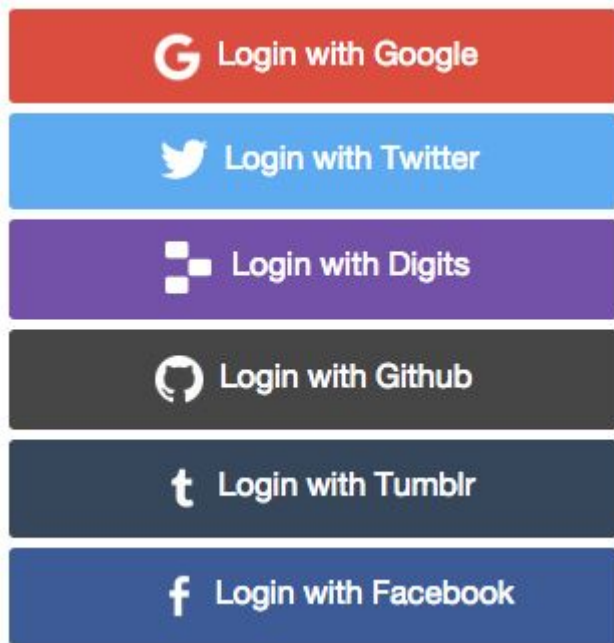 Login with Google
Login with Twitter
Login with Digits
Login with Github
Login with Tumblr
Login with Facebook